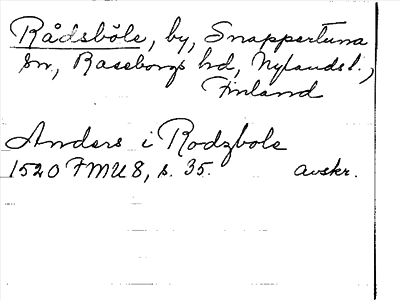 Rådsböle, by, Snappertuna
sn, Raseborgs hd, Nylands l.,
Finland
Anders i Rodzbole
1520 FMU 8, s. 35. avskr.